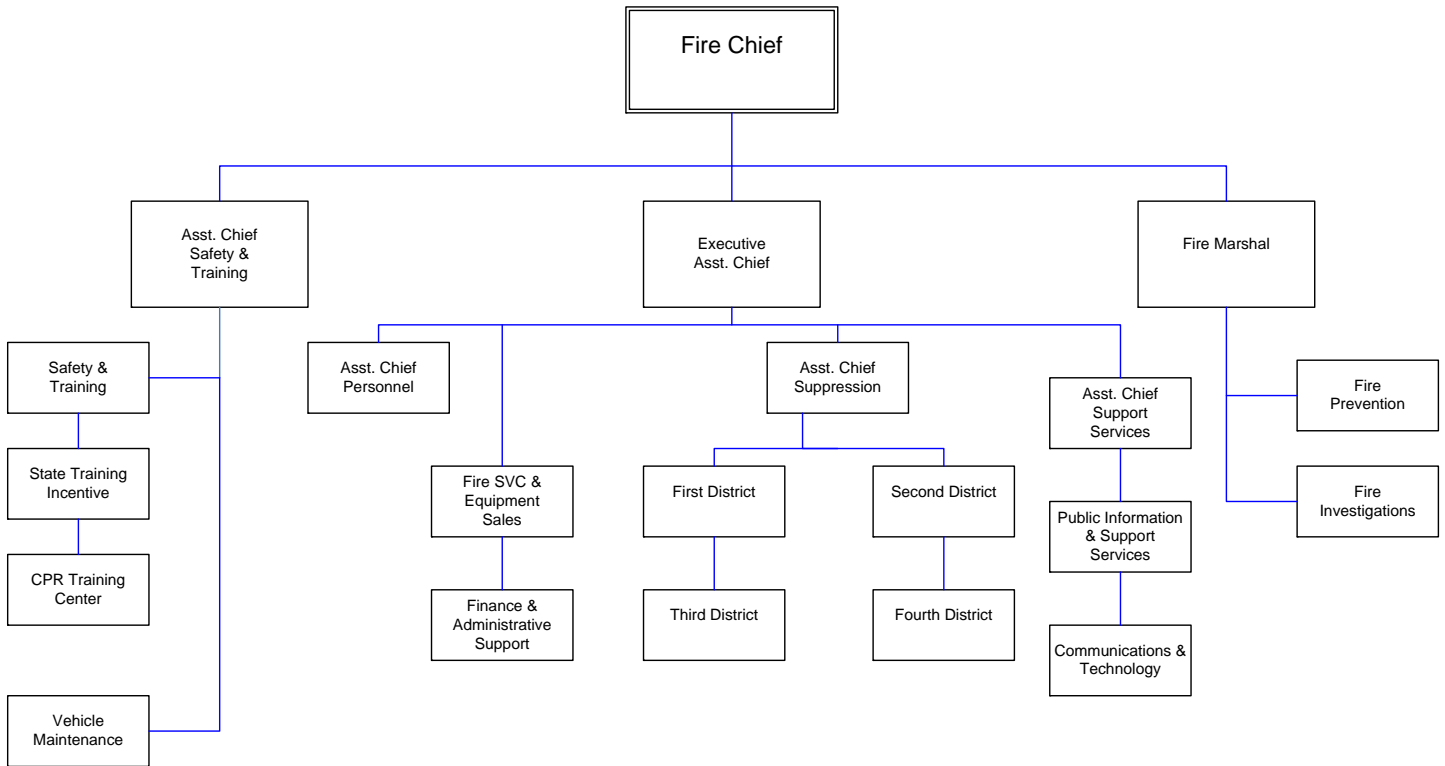 Fire Chief
Asst. Chief
Safety &
Training
Executive
Asst. Chief
Fire Marshal
Safety &
Training
State Training
Incentive
CPR Training
Center
Vehicle
Maintenance
Asst. Chief
Personnel
Fire SVC &
Equipment
Sales
Finance &
Administrative
Support
Asst. Chief
Suppression
First District
Third District
Second District
Fourth District
Asst. Chief
Support
Services
Public Information
& Support
Services
Communications &
Technology
Fire
Prevention
Fire
Investigations